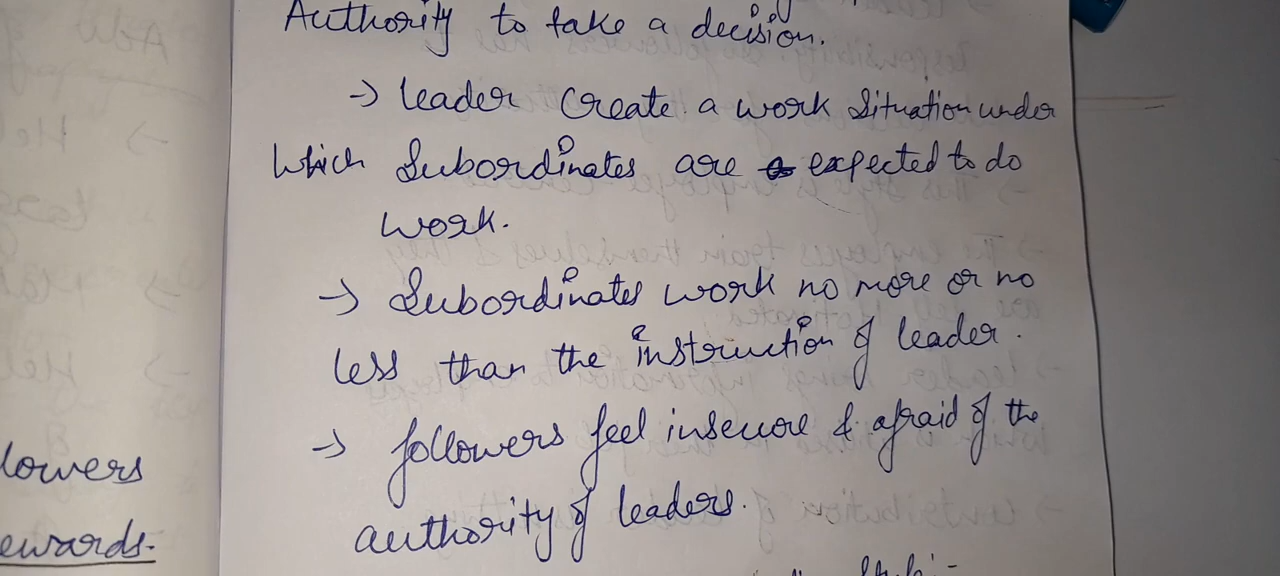 Authority to take a decision.
→ leader create a work situation under
which subordinates are expected to do
work.
→ Subordinates work no more or no
less than the instruction of leader.
→ followers feel insecure & afraid of the
authority of leaders.
lowers
ewards.